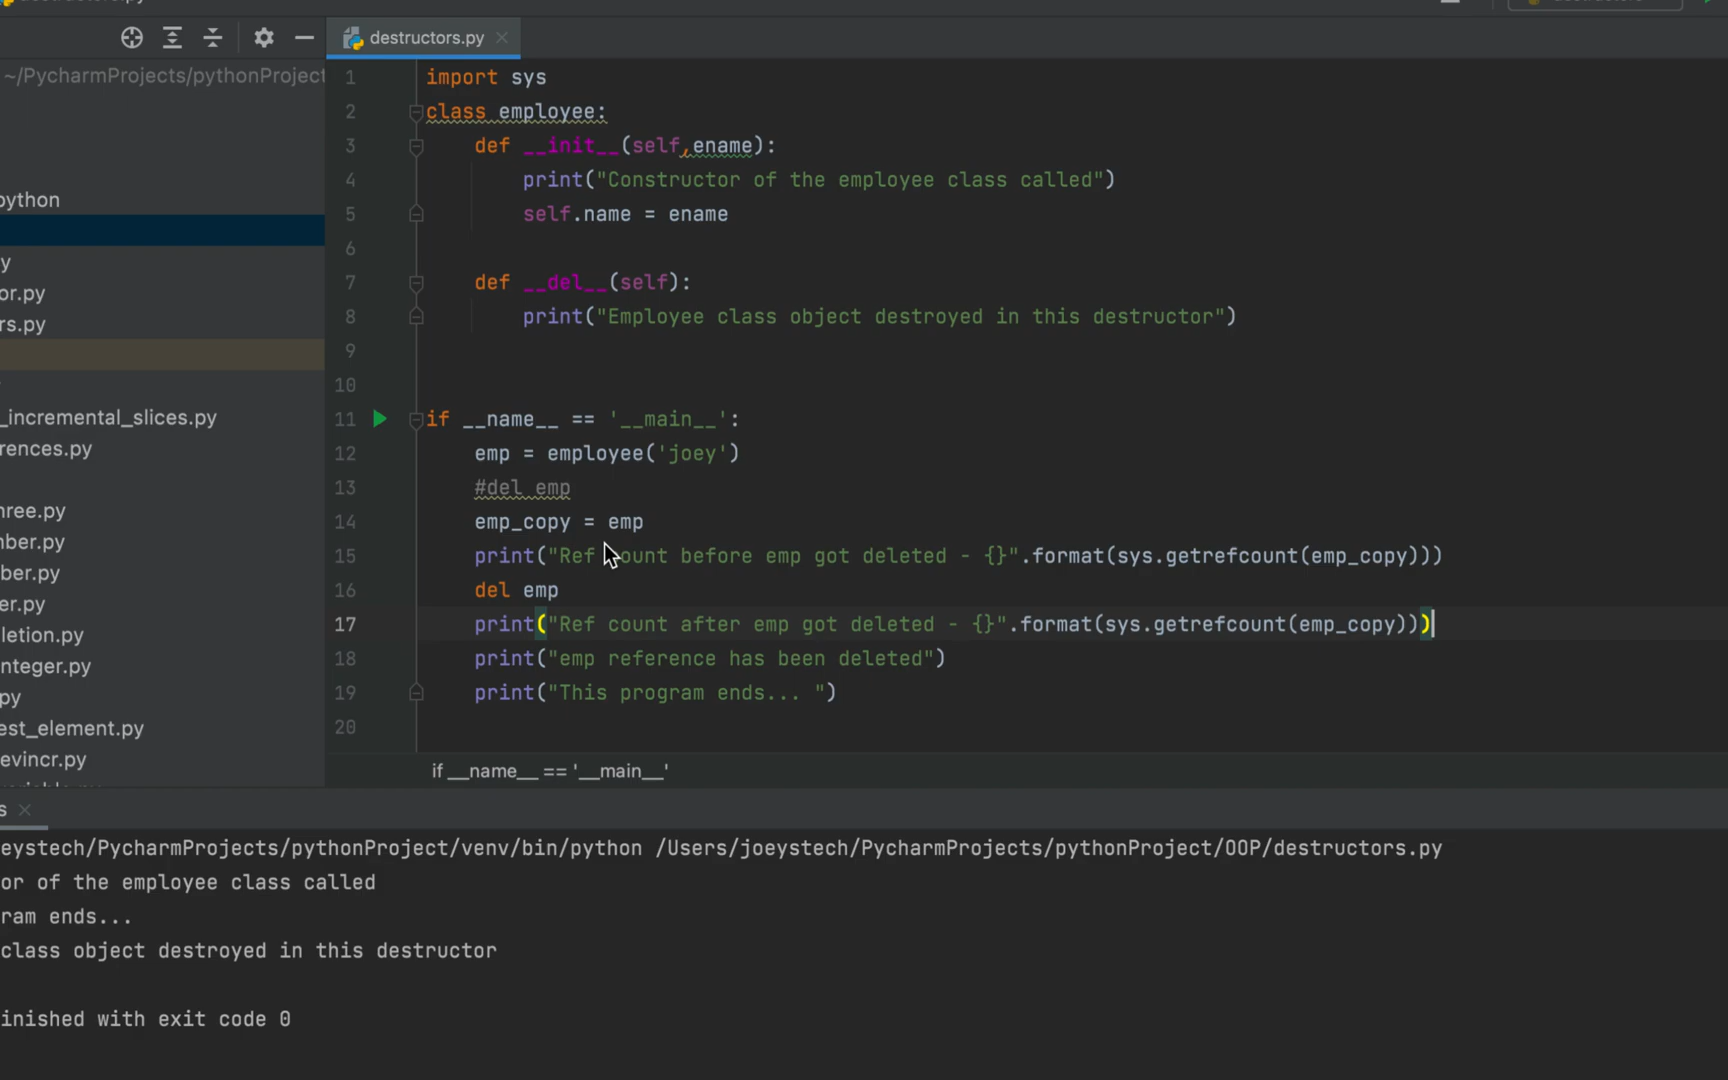 destructors.py
~/PycharmProjects/pythonProject
ython
y
or.py
rs.py
_incremental_slices.py
rences.py
hree.py
ber.py
er.py
letion.py
nteger.py
py
est_element.py
evincr.py
1 import sys
2 class employee:
3 def __init__(self,ename):
4 print("Constructor of the employee class called")
5 self.name = ename
6
7 def __del__(self):
8 print("Employee class object destroyed in this destructor")
9
10
11 if __name__ == '__main__':
12 emp = employee('joey')
13 #del emp
14 emp_copy = emp
15 print("Ref count before emp got deleted - {}".format(sys.getrefcount(emp_copy)))
16 del emp
17 print("Ref count after emp got deleted - {}".format(sys.getrefcount(emp_copy)))
18 print("emp reference has been deleted")
19 print("This program ends... ")
20
if __name__ == '__main__'
s
eystech/PycharmProjects/pythonProject/venv/bin/python /Users/joeystech/PycharmProjects/pythonProject/OOP/destructors.py
or of the employee class called
ram ends...
class object destroyed in this destructor
inished with exit code 0